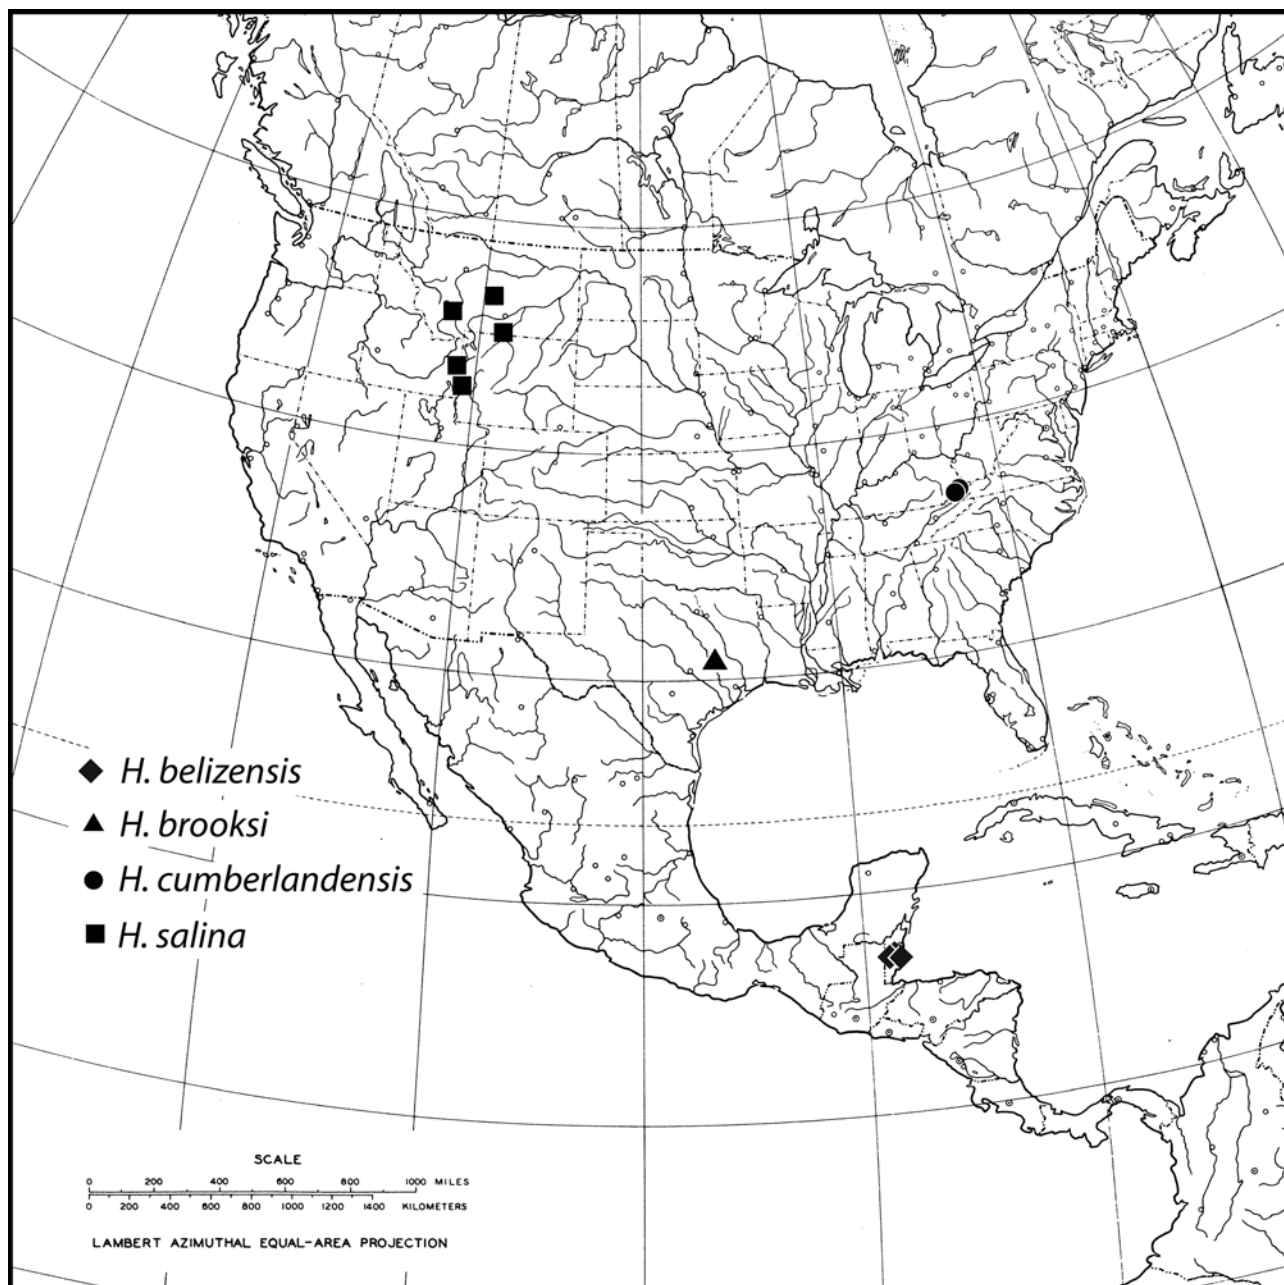 H. belizensis
H. brooksi
H. cumberlandensis
H. salina
SCALE
0 200 400 600 800 1000 MILES
0 200 400 600 800 1000 1200 1400 KILOMETERS
LAMBERT AZIMUTHAL EQUAL-AREA PROJECTION